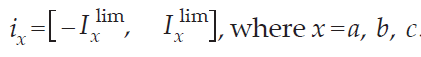 i_x=[-I_x^lim, I_x^lim], where x=a, b, c.